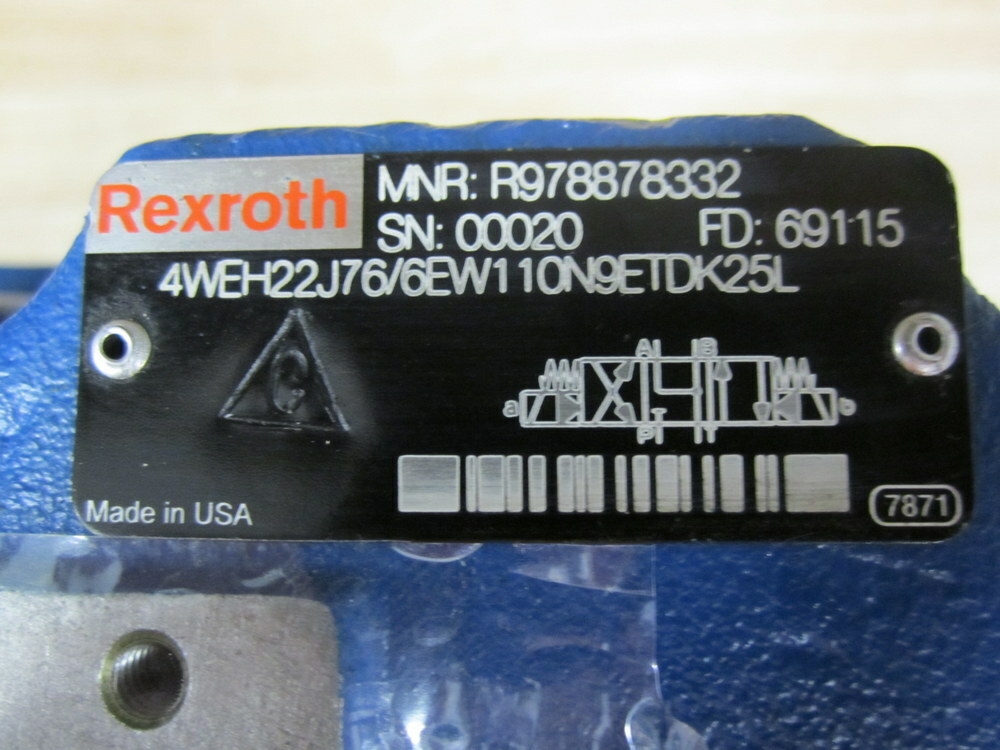 Rexroth
MNR: R978878332
SN: 00020 FD: 69115
4WEH22J76/6EW110N9ETDK25L
A B
a b
P T
Made in USA
7871